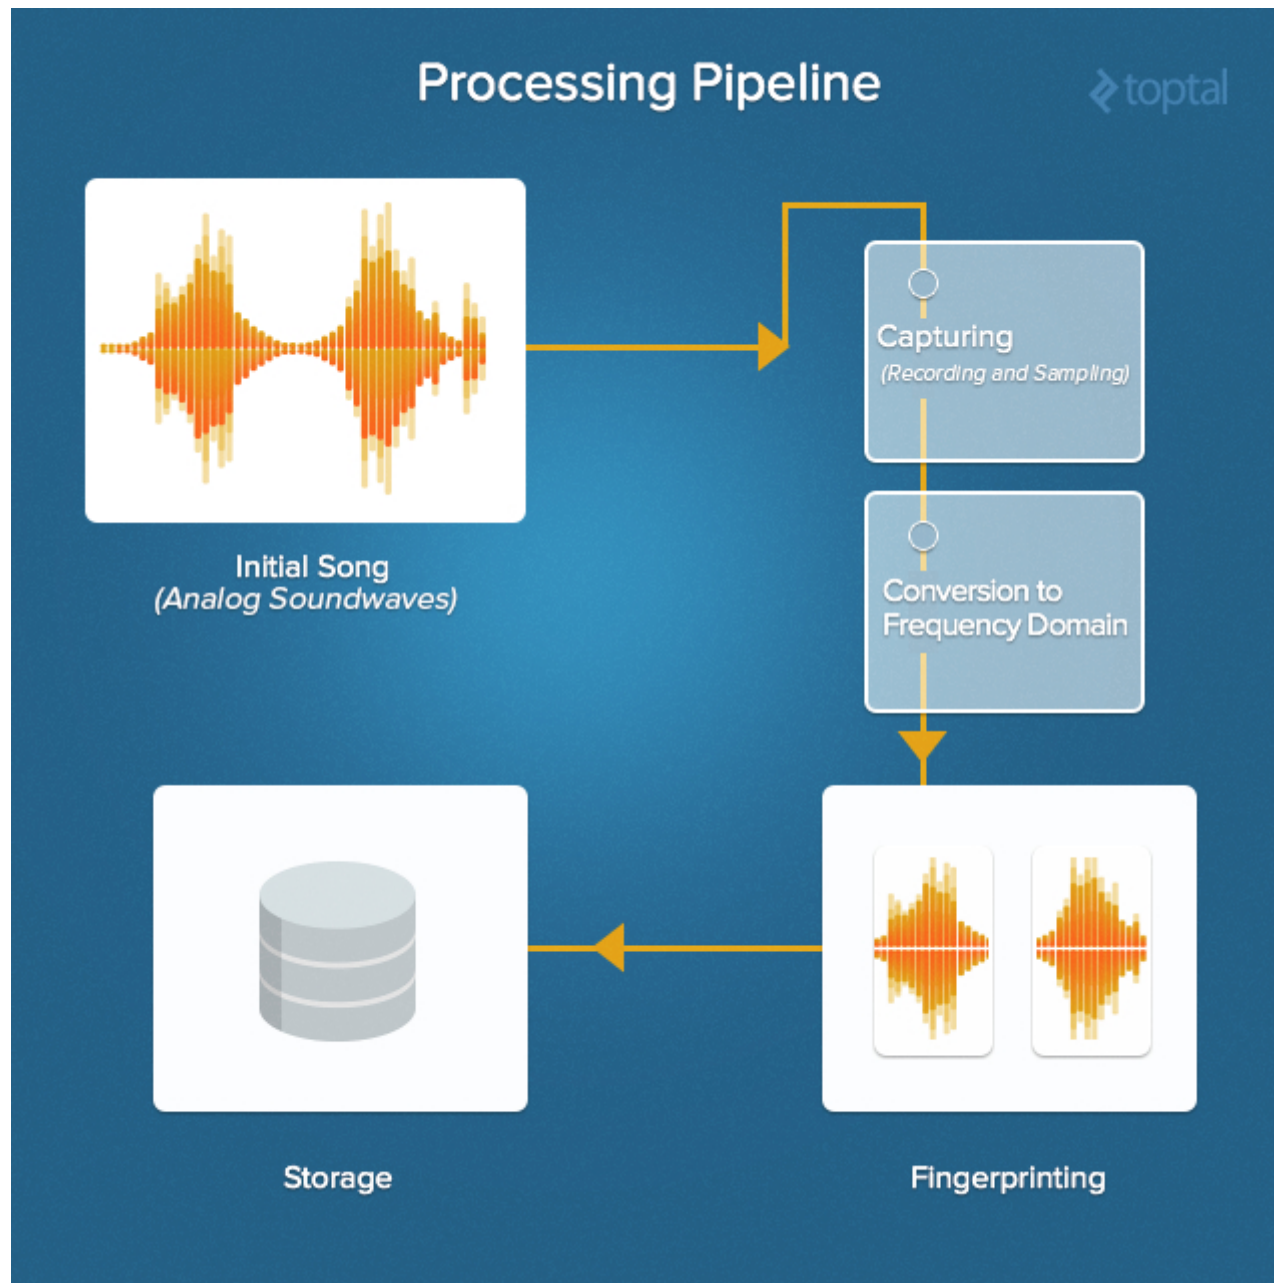 Processing Pipeline
toptal
Capturing
(Recording and Sampling)
Initial Song
(Analog Soundwaves)
Conversion to
Frequency Domain
Storage
Fingerprinting